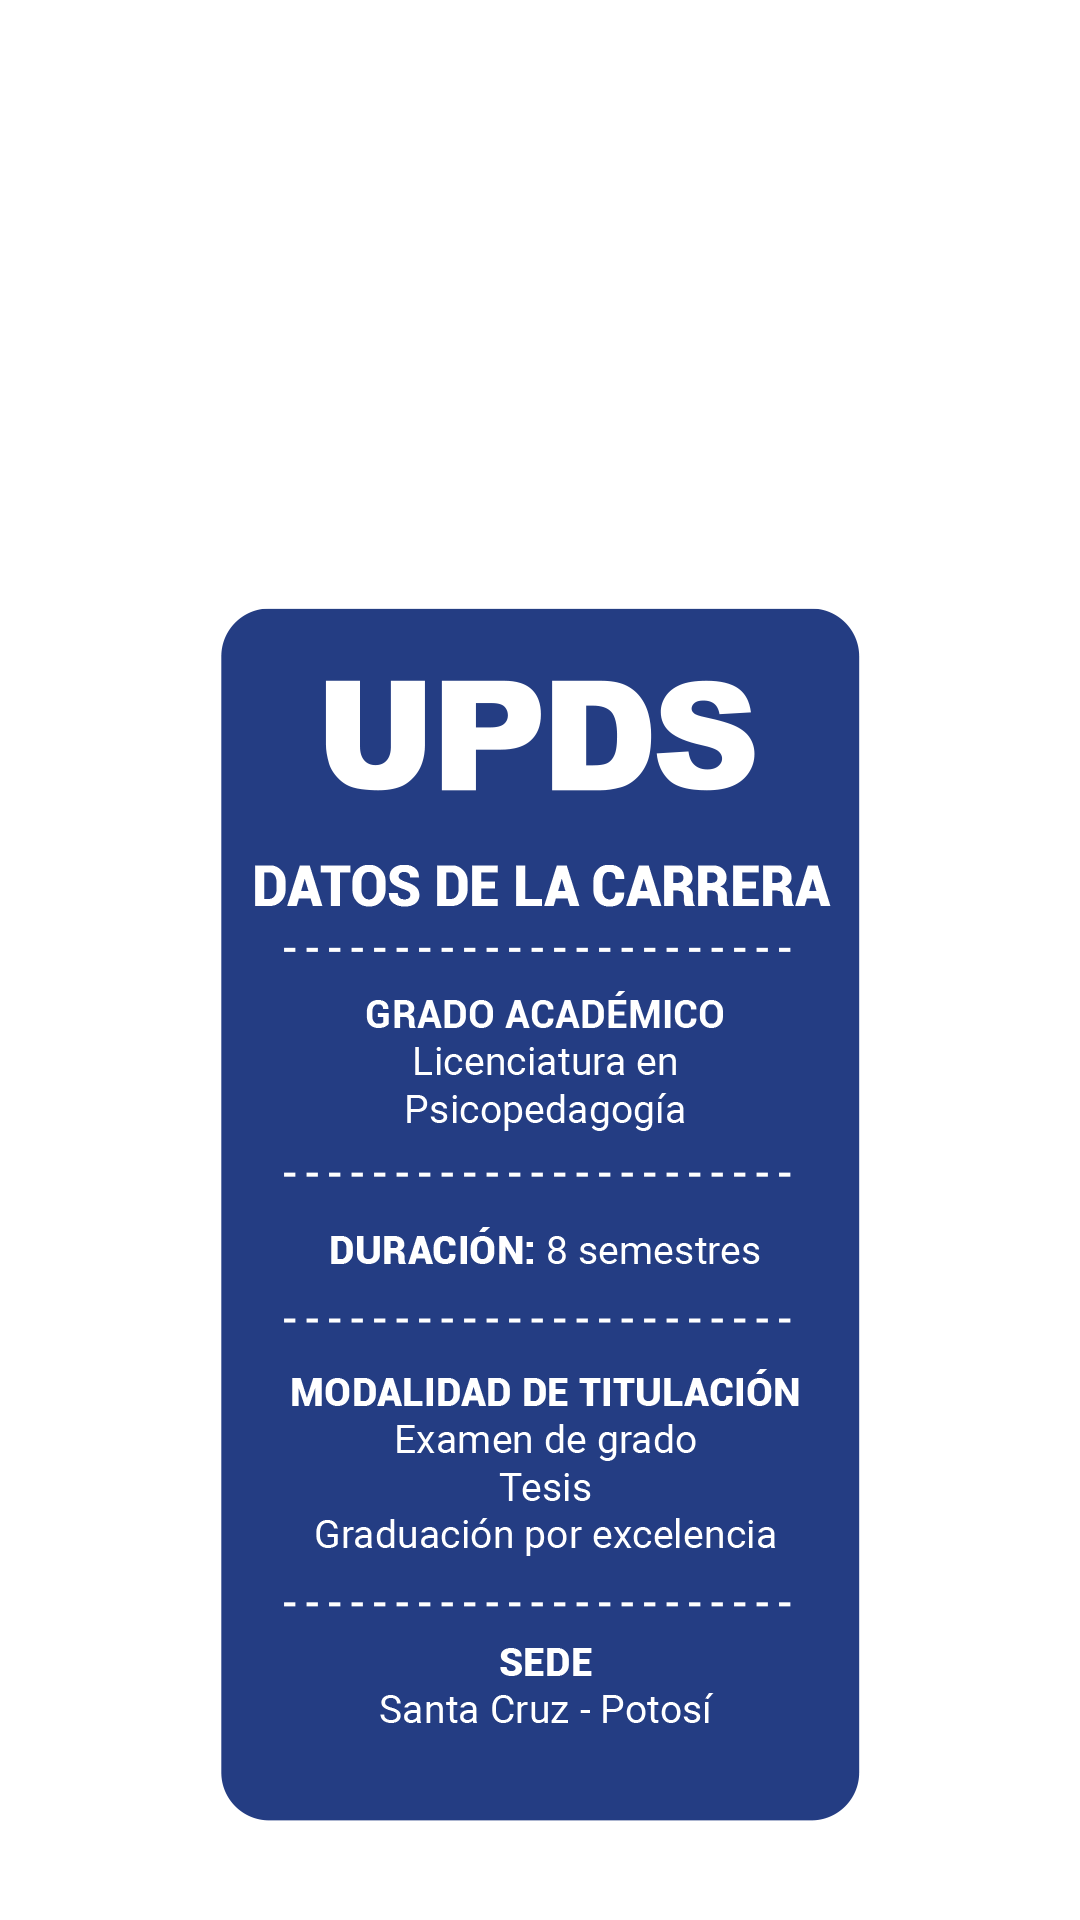 UPDS
DATOS DE LA CARRERA
GRADO ACADÉMICO
Licenciatura en
Psicopedagogía
DURACIÓN: 8 semestres
MODALIDAD DE TITULACIÓN
Examen de grado
Tesis
Graduación por excelencia
SEDE
Santa Cruz - Potosí